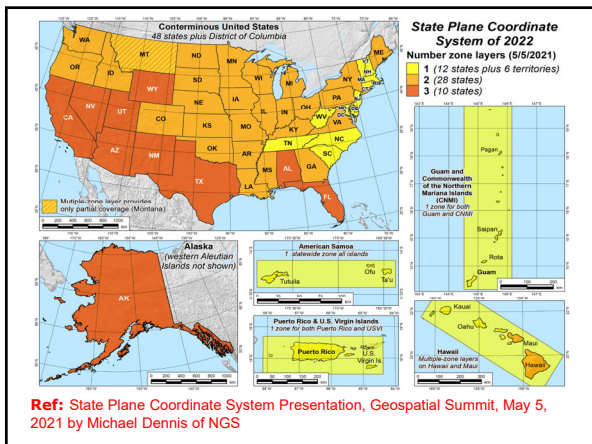 Conterminous United States
48 states plus District of Columbia
State Plane Coordinate
System of 2022
Number zone layers (5/5/2021)
1 (12 states plus 6 territories)
2 (28 states)
3 (10 states)
WA
MT
ND
MN
ME
OR
ID
SD
WI
MI
NY
VT
NH
MA
WY
NE
IA
PA
NV
UT
CO
IL
IN
OH
WV
VA
DC
CA
KS
MO
KY
NC
TN
AZ
NM
OK
AR
SC
MS
AL
GA
TX
LA
FL
Multiple-zone layer provides
only partial coverage (Montana)
Pagan
Guam and
Commonwealth
of the Northern
Mariana Islands
(CNMI)
1 zone for both
Guam and CNMI
Saipan
Rota
Guam
Alaska
(western Aleutian
Islands not shown)
AK
American Samoa
1 statewide zone all islands
Ofu
Tutuila
Ta'u
Puerto Rico & U.S. Virgin Islands
1 zone for both Puerto Rico and USVI
Puerto Rico
U.S.
Virgin Is.
Kauai
Oahu
Maui
Hawaii
Hawaii
Multiple-zone layers
on Hawaii and Maui
Ref: State Plane Coordinate System Presentation, Geospatial Summit, May 5,
2021 by Michael Dennis of NGS